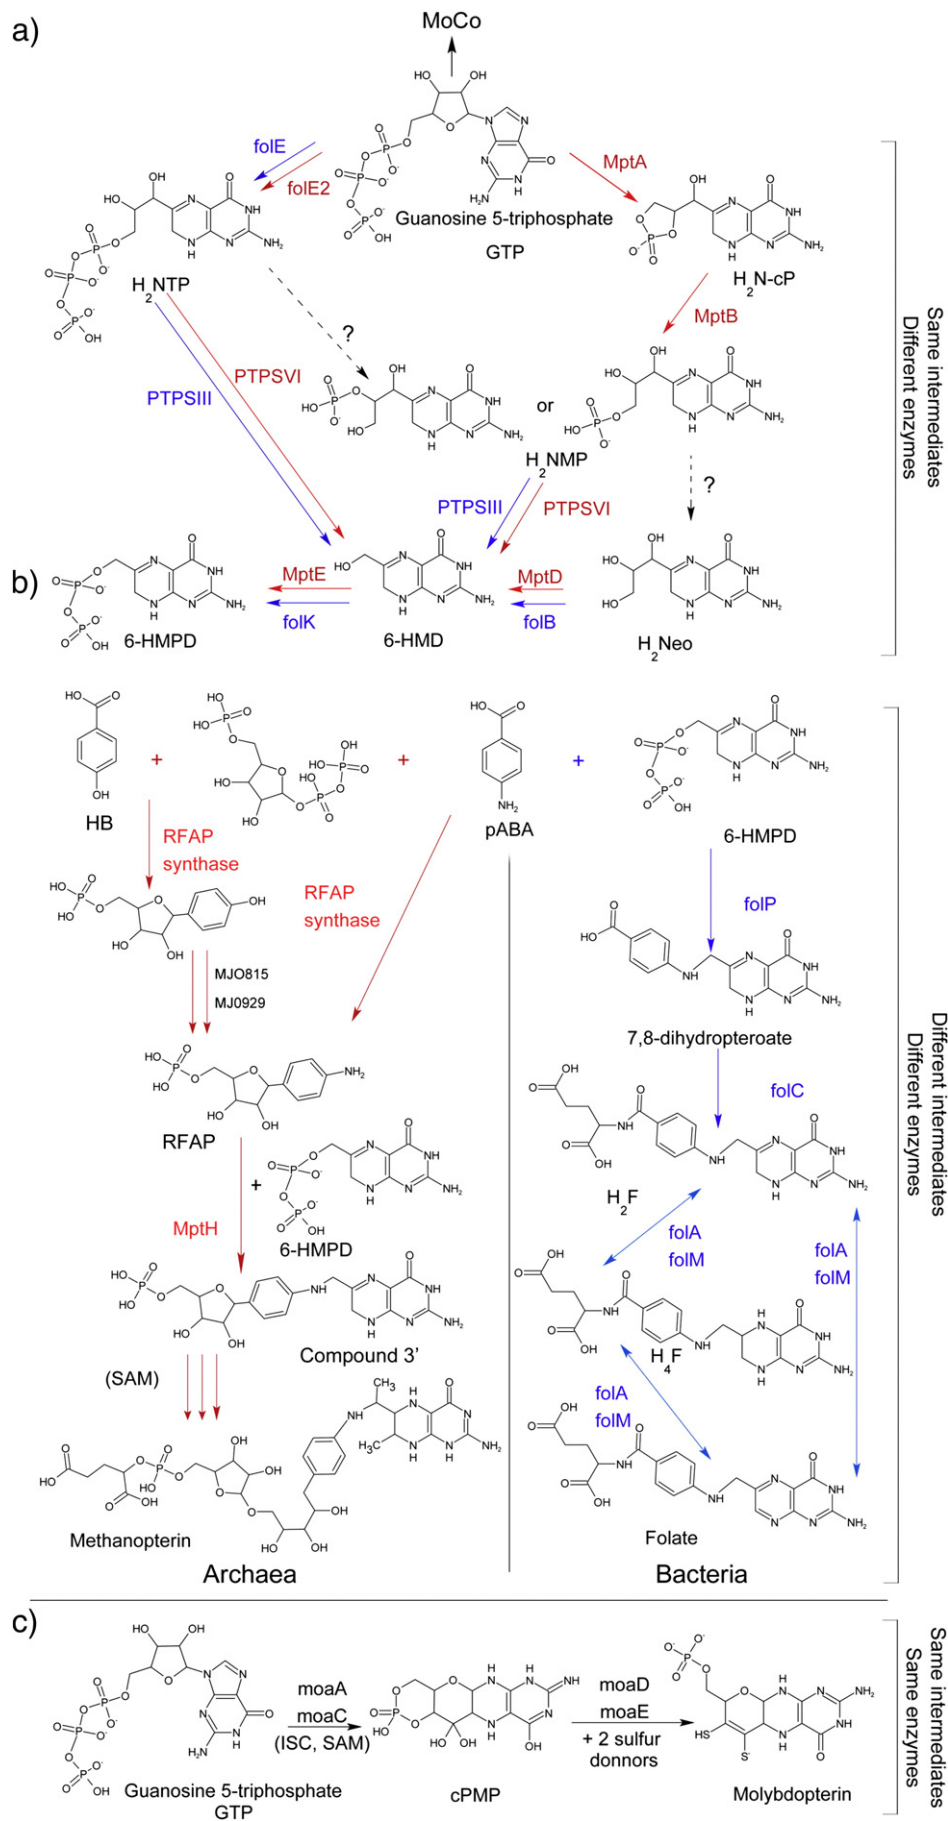 a)
MoCo
folE
folE2
MptA
Guanosine 5-triphosphate
GTP
H2NTP
H2N-cP
MptB
?
PTPSVI
PTPSIII
or
H2NMP
PTPSIII
PTPSVI
?
b)
MptE
folK
6-HMPD
6-HMD
MptD
folB
H2Neo
Same intermediates
Different enzymes
HB
+
+
pABA
+
6-HMPD
RFAP
synthase
RFAP
synthase
folP
MJO815
MJ0929
7,8-dihydropteroate
folC
RFAP
H2F
MptH
+
6-HMPD
folA
folM
folA
folM
Compound 3'
H4F
(SAM)
folA
folM
Methanopterin
Folate
Archaea
Bacteria
Different intermediates
Different enzymes
c)
Guanosine 5-triphosphate
GTP
moaA
moaC
(ISC, SAM)
cPMP
moaD
moaE
+ 2 sulfur
donnors
Molybdopterin
Same intermediates
Same enzymes